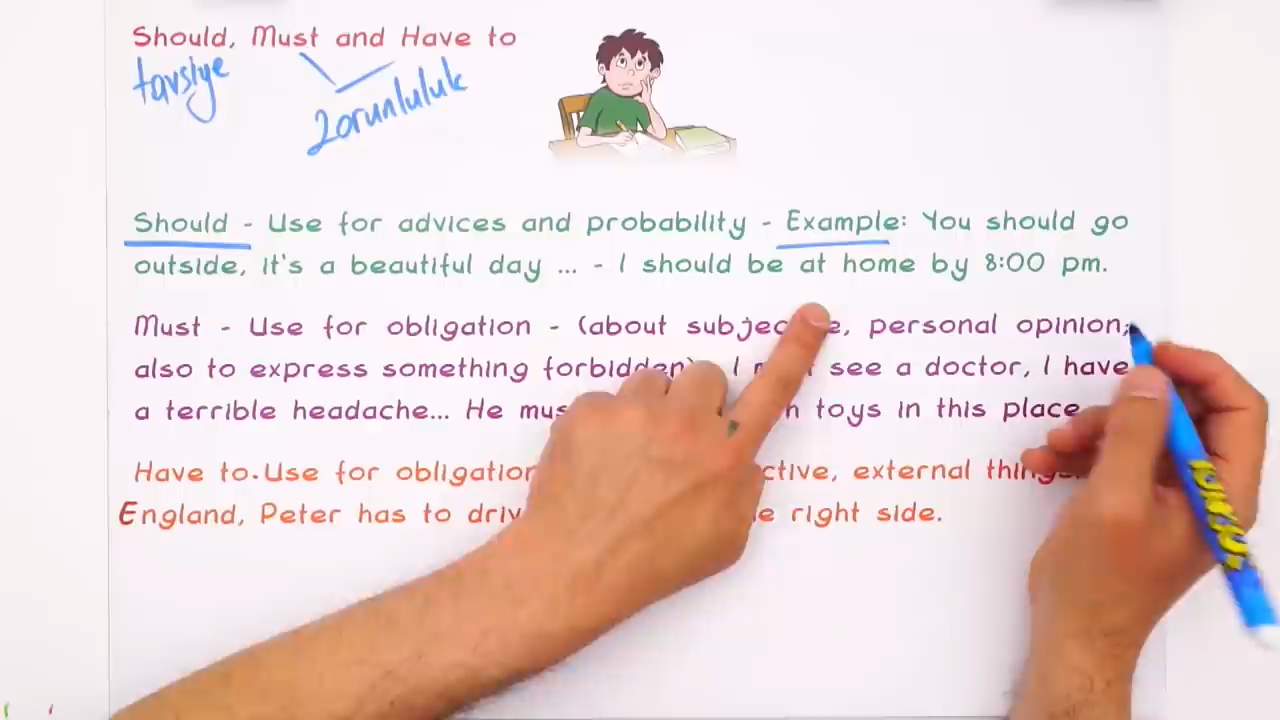 Should, Must and Have to
tavsiye
Zorunluluk
Should - Use for advices and probability - Example: You should go
outside, it's a beautiful day ... - I should be at home by 8:00 pm.
Must - Use for obligation - (about subjec e, personal opinion;
also to express something forbidden) I see a doctor, I have
a terrible headache... He mus n toys in this place
Have to. Use for obligation ctive, external things.
England, Peter has to driv e right side.